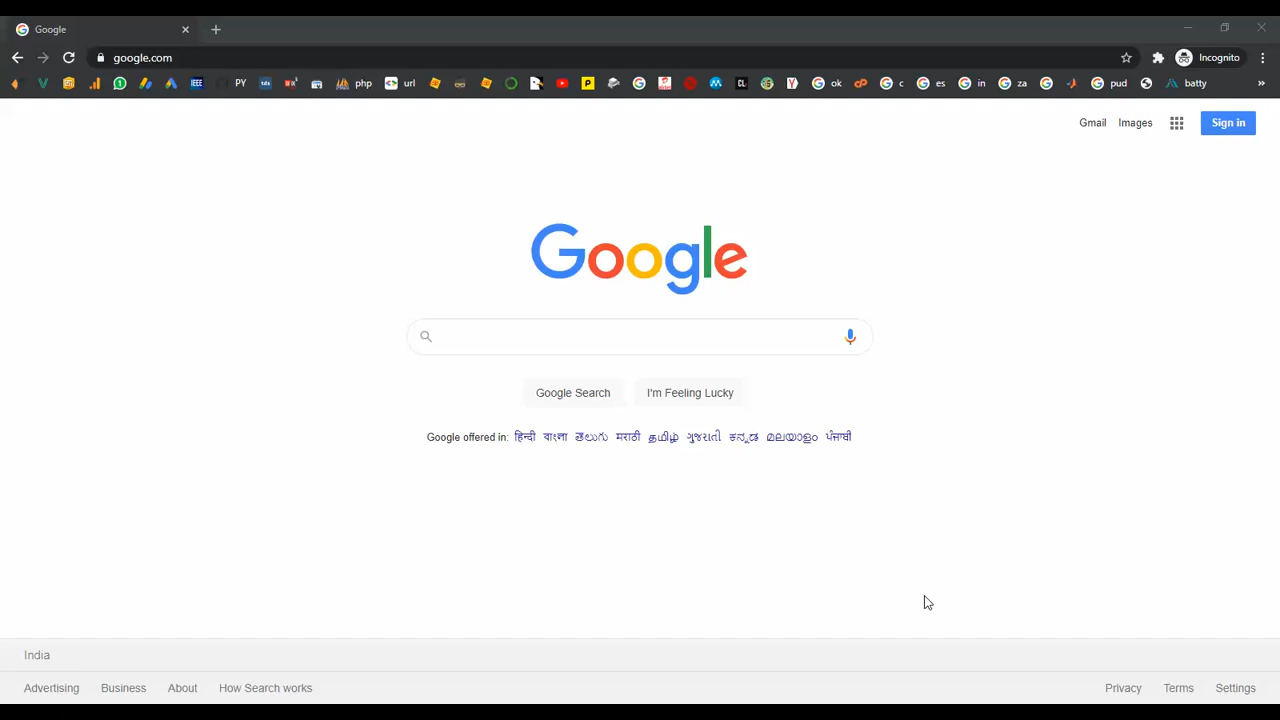 Google
google.com
Incognito
PY php url ok c es in za pud batty »
Gmail Images Sign in
Google
Google Search I'm Feeling Lucky
Google offered in: हिन्दी বাংলা తెలుగు मराठी தமிழ் ગુજરાતી ಕನ್ನಡ മലയാളം ਪੰਜਾਬੀ
India
Advertising Business About How Search works Privacy Terms Settings